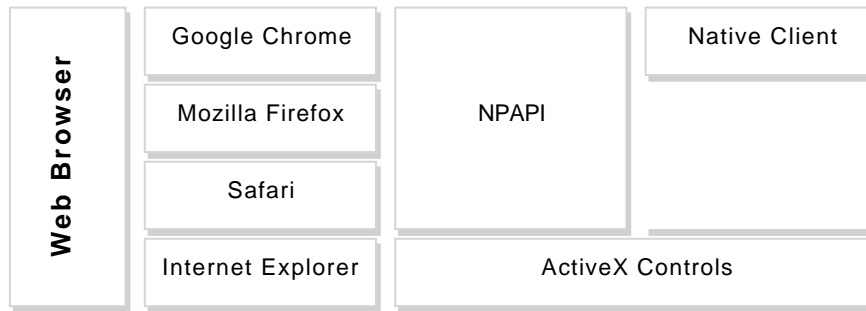 Web Browser
Google Chrome
Mozilla Firefox
Safari
Internet Explorer
NPAPI
Native Client
ActiveX Controls